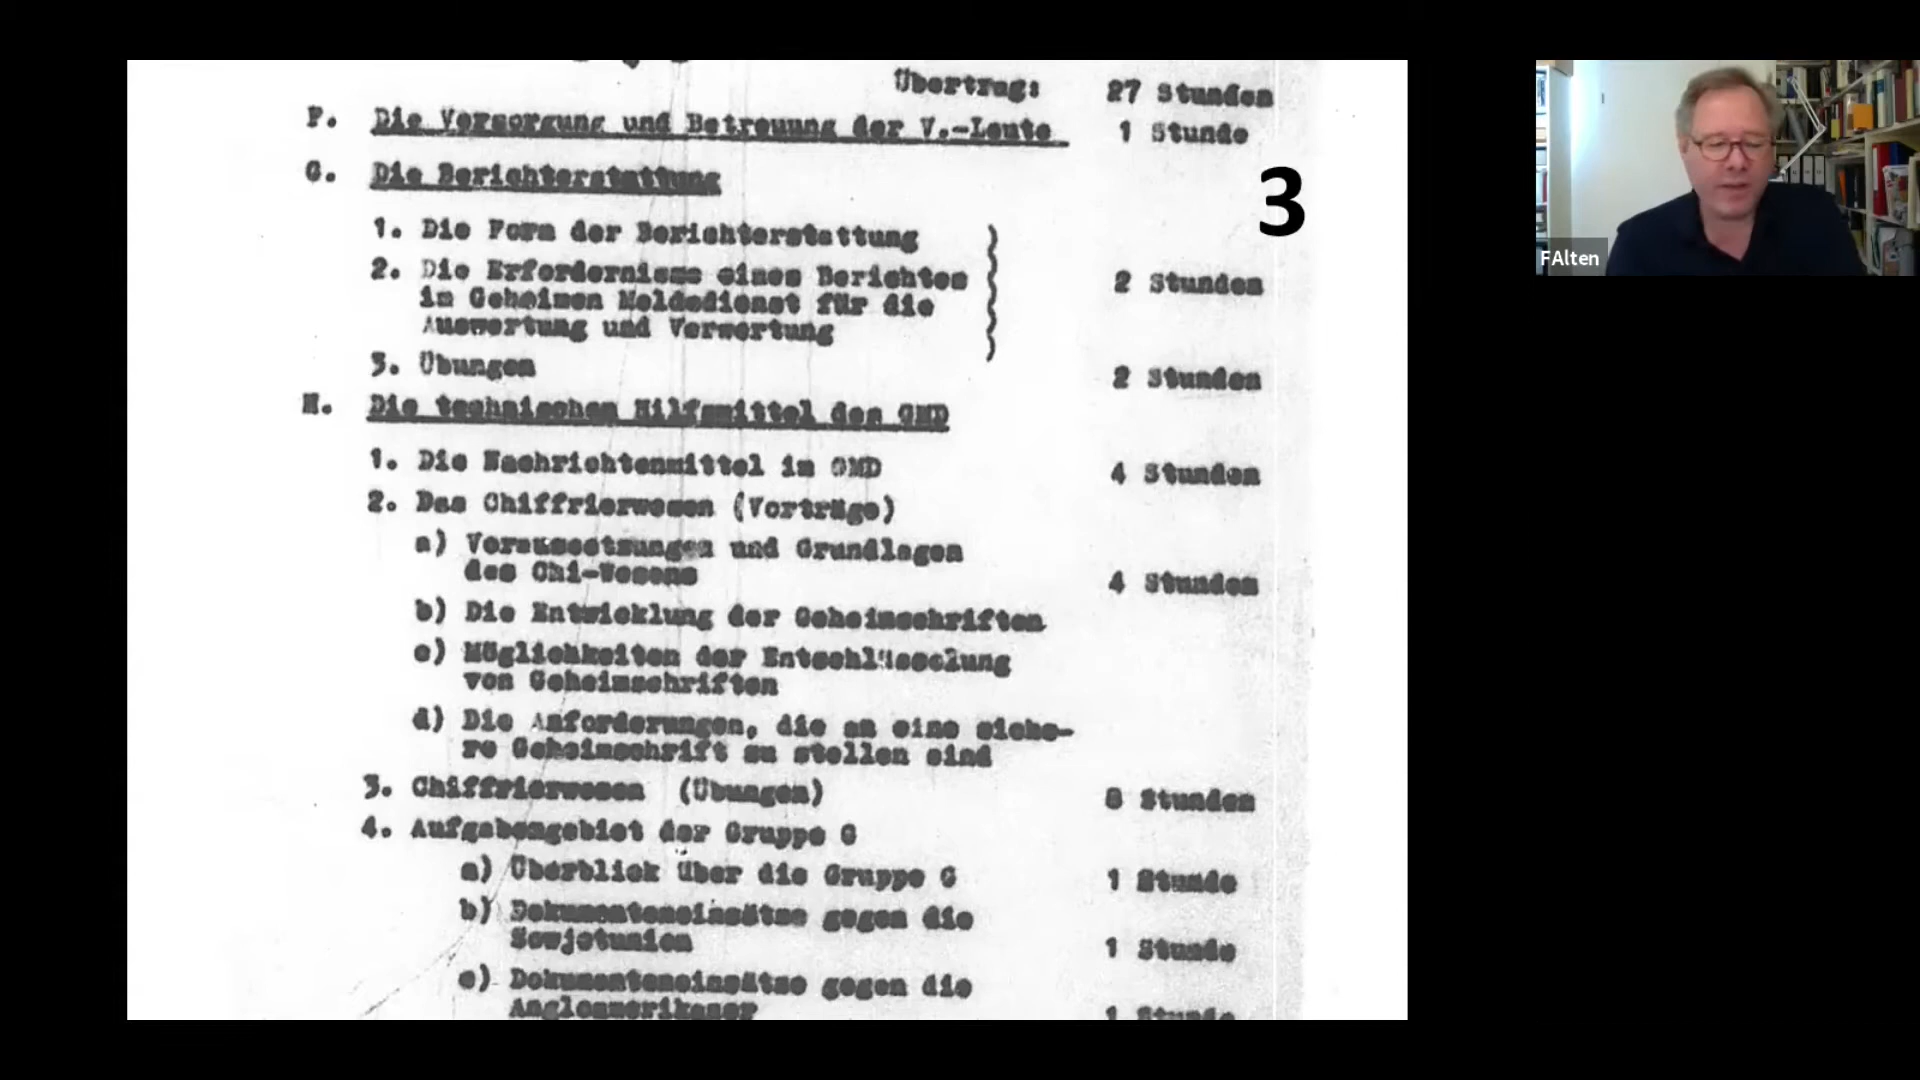 Übertrag: 27 Stunden
F. Die Versorgung und Betreuung der V.-Leute 1 Stunde
G. Die Berichterstattung
3
1. Die Form der Berichterstattung
2. Die Erfordernisse eines Berichtes
im Geheimen Meldedienst für die
Auswertung und Verwertung
2 Stunden
3. Übungen 2 Stunden
H. Die technischen Hilfsmittel des GMD
1. Die Nachrichtenmittel im GMD 4 Stunden
2. Das Chiffrierwesen (Vorträge)
a) Voraussetzungen und Grundlagen
des Chi-Wesens 4 Stunden
b) Die Entwicklung der Geheimschriften
c) Möglichkeiten der Entschlüsselung
von Geheimschriften
d) Die Anforderungen, die an eine siche-
re Geheimschrift zu stellen sind
3. Chiffrierwesen (Übungen) 8 Stunden
4. Aufgabengebiet der Gruppe G
a) Überblick über die Gruppe G 1 Stunde
b) Dokumenteneinsätze gegen die
Sowjetunion 1 Stunde
c) Dokumenteneinsätze gegen die
Angloamerikaner 1 Stunde
FAlten